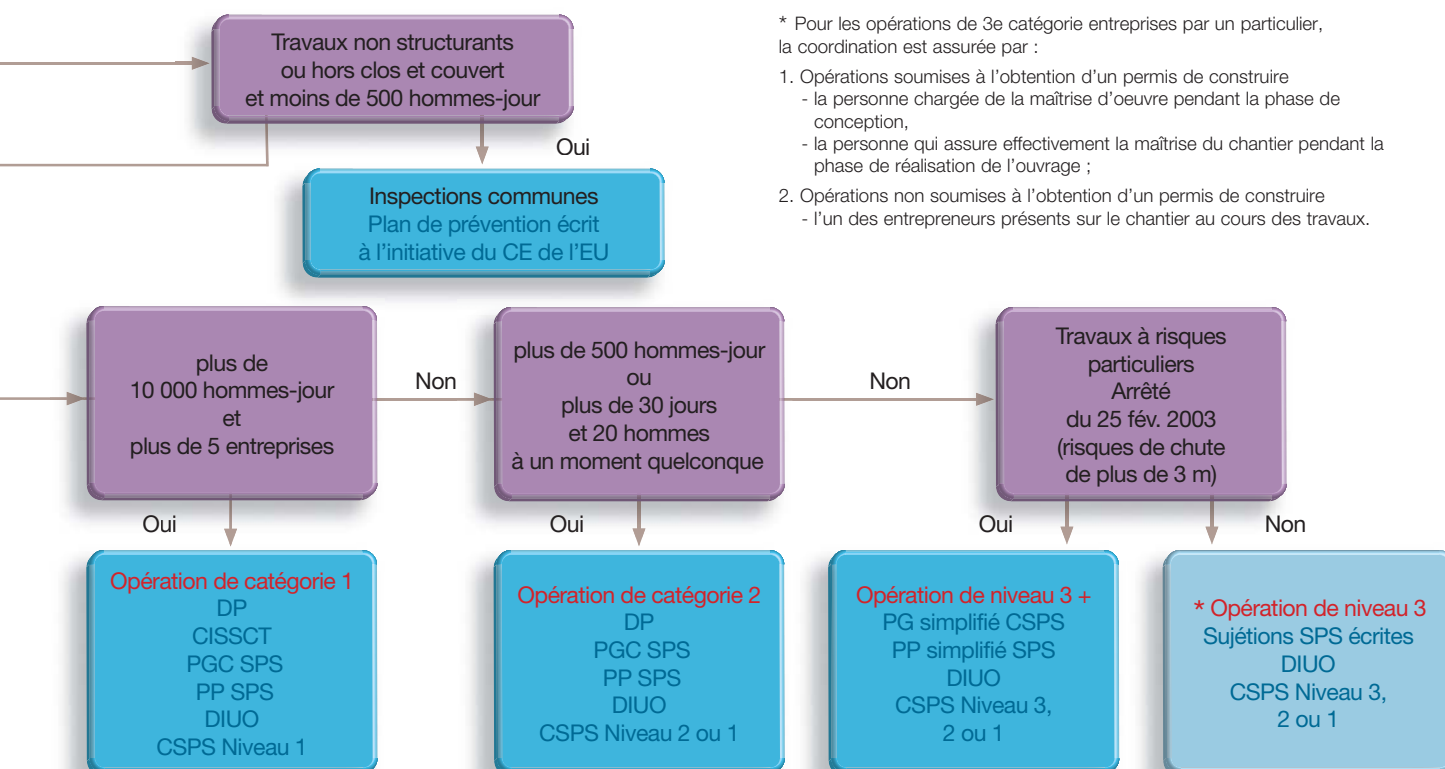 Travaux non structurants
ou hors clos et couvert
et moins de 500 hommes-jour
Oui
Inspections communes
Plan de prévention écrit
à l'initiative du CE de l'EU
* Pour les opérations de 3e catégorie entreprises par un particulier,
la coordination est assurée par :
1. Opérations soumises à l'obtention d'un permis de construire
- la personne chargée de la maîtrise d'oeuvre pendant la phase de
conception,
- la personne qui assure effectivement la maîtrise du chantier pendant la
phase de réalisation de l'ouvrage ;
2. Opérations non soumises à l'obtention d'un permis de construire
- l'un des entrepreneurs présents sur le chantier au cours des travaux.
plus de
10 000 hommes-jour
et
plus de 5 entreprises
Non
plus de 500 hommes-jour
ou
plus de 30 jours
et 20 hommes
à un moment quelconque
Non
Travaux à risques
particuliers
Arrêté
du 25 fév. 2003
(risques de chute
de plus de 3 m)
Oui
Oui
Oui
Non
Opération de catégorie 1
DP
CISSCT
PGC SPS
PP SPS
DIUO
CSPS Niveau 1
Opération de catégorie 2
DP
PGC SPS
PP SPS
DIUO
CSPS Niveau 2 ou 1
Opération de niveau 3 +
PG simplifié CSPS
PP simplifié SPS
DIUO
CSPS Niveau 3,
2 ou 1
* Opération de niveau 3
Sujétions SPS écrites
DIUO
CSPS Niveau 3,
2 ou 1